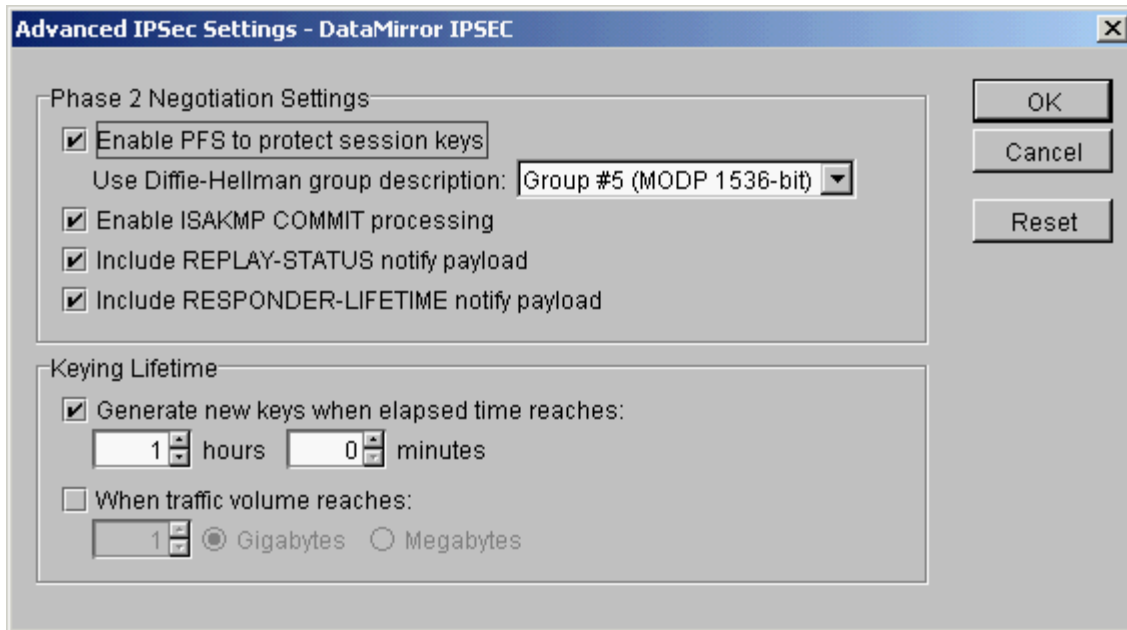 Advanced IPSec Settings - DataMirror IPSEC
Phase 2 Negotiation Settings
Enable PFS to protect session keys
Use Diffie-Hellman group description: Group #5 (MODP 1536-bit)
Enable ISAKMP COMMIT processing
Include REPLAY-STATUS notify payload
Include RESPONDER-LIFETIME notify payload
Keying Lifetime
Generate new keys when elapsed time reaches:
1 hours 0 minutes
When traffic volume reaches:
1 Gigabytes Megabytes
OK
Cancel
Reset